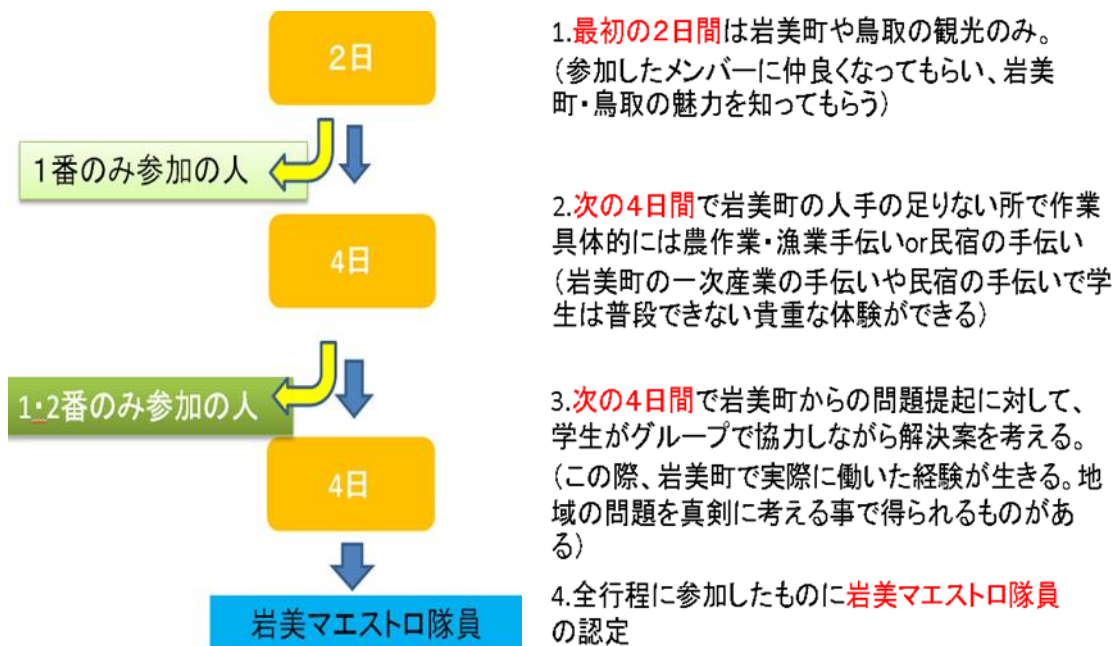 2日
1番のみ参加の人
4日
1・2番のみ参加の人
4日
岩美マエストロ隊員
1.最初の2日間は岩美町や鳥取の観光のみ。
（参加したメンバーに仲良くなってもらい、岩美
町・鳥取の魅力を知ってもらう）
2.次の4日間で岩美町の人手の足りない所で作業
具体的には農作業・漁業手伝いor民宿の手伝い
（岩美町の一次産業の手伝いや民宿の手伝いで学
生は普段できない貴重な体験ができる）
3.次の4日間で岩美町からの問題提起に対して、
学生がグループで協力しながら解決案を考える。
（この際、岩美町で実際に働いた経験が生きる。地
域の問題を真剣に考える事で得られるものがあ
る）
4.全行程に参加したものに岩美マエストロ隊員
の認定